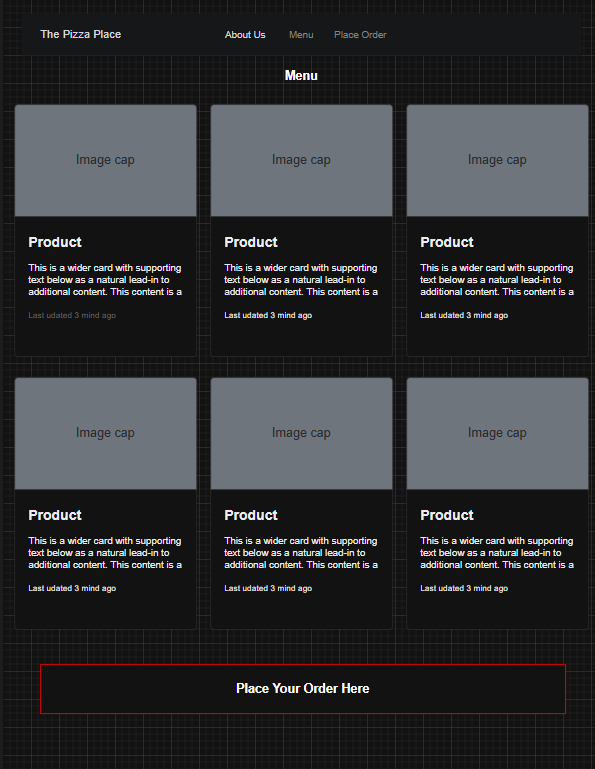 The Pizza Place
About Us Menu Place Order
Menu
Image cap
Image cap
Image cap
Product
This is a wider card with supporting
text below as a natural lead-in to
additional content. This content is a
Last udated 3 mind ago
Product
This is a wider card with supporting
text below as a natural lead-in to
additional content. This content is a
Last udated 3 mind ago
Product
This is a wider card with supporting
text below as a natural lead-in to
additional content. This content is a
Last udated 3 mind ago
Image cap
Image cap
Image cap
Product
This is a wider card with supporting
text below as a natural lead-in to
additional content. This content is a
Last udated 3 mind ago
Product
This is a wider card with supporting
text below as a natural lead-in to
additional content. This content is a
Last udated 3 mind ago
Product
This is a wider card with supporting
text below as a natural lead-in to
additional content. This content is a
Last udated 3 mind ago
Place Your Order Here